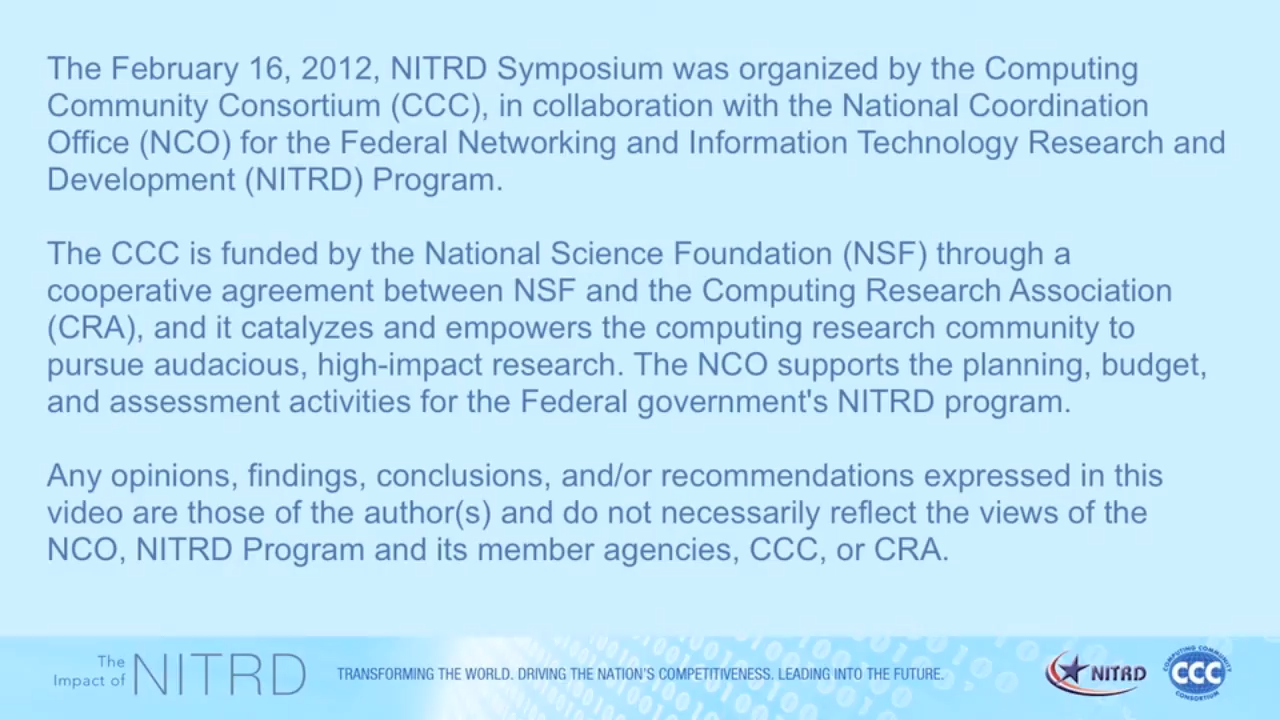 The February 16, 2012, NITRD Symposium was organized by the Computing
Community Consortium (CCC), in collaboration with the National Coordination
Office (NCO) for the Federal Networking and Information Technology Research and
Development (NITRD) Program.
The CCC is funded by the National Science Foundation (NSF) through a
cooperative agreement between NSF and the Computing Research Association
(CRA), and it catalyzes and empowers the computing research community to
pursue audacious, high-impact research. The NCO supports the planning, budget,
and assessment activities for the Federal government's NITRD program.
Any opinions, findings, conclusions, and/or recommendations expressed in this
video are those of the author(s) and do not necessarily reflect the views of the
NCO, NITRD Program and its member agencies, CCC, or CRA.
The
Impact of NITRD
TRANSFORMING THE WORLD. DRIVING THE NATION'S COMPETITIVENESS. LEADING INTO THE FUTURE.
NITRD
COMPUTING COMMUNITY
CCC
CONSORTIUM